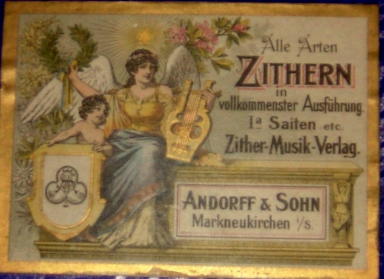 Alle Arten
ZITHERN
in
vollkommenster Ausführung
Ia Saiten etc.
Zither-Musik-Verlag.
ANDORFF & SOHN
Markneukirchen i/S.